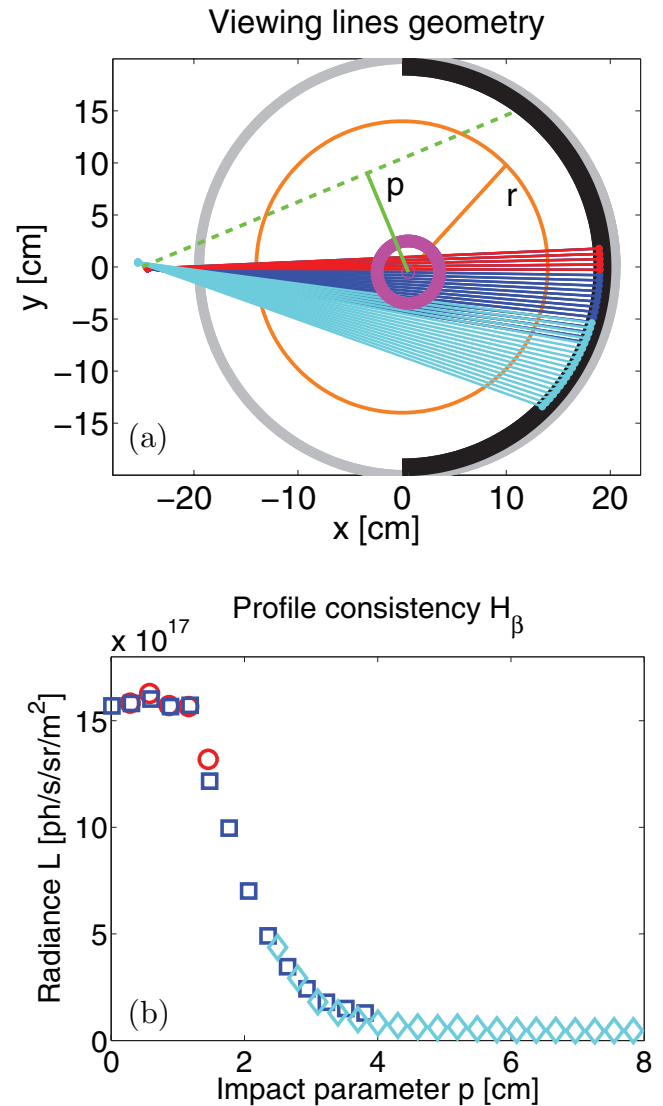 Viewing lines geometry
15
10
5
0
−5
−10
−15
y [cm]
p
r
(a)
−20 −10 0 10 20
x [cm]
Profile consistency H_β
x 10^17
15
10
5
0
Radiance L [ph/s/sr/m²]
(b)
0 2 4 6 8
Impact parameter p [cm]